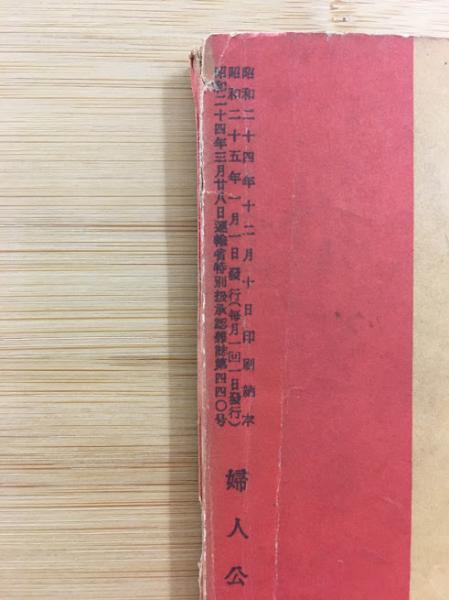 昭和二十四年十二月十日印刷納本
昭和二十五年一月一日發行(毎月一回一日發行)
昭和二十四年三月廿八日運輸省特別扱承認雜誌第四四〇号
婦人公